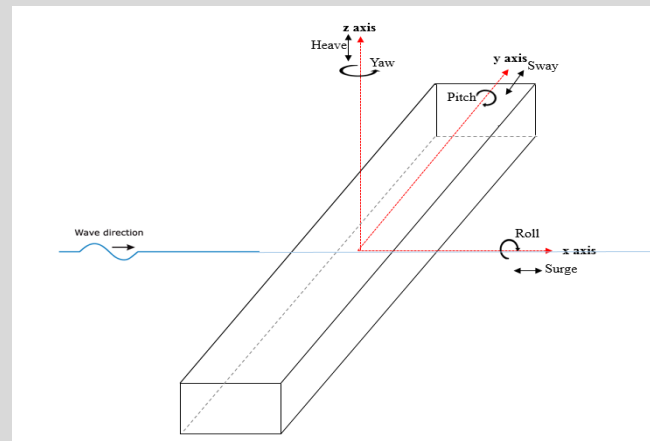 z axis
Heave
Yaw
y axis
Sway
Pitch
Wave direction
Roll
x axis
Surge